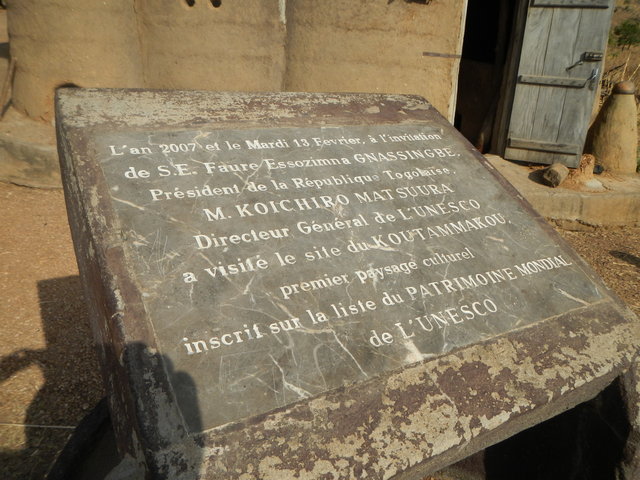 L'an 2007 et le Mardi 13 Fevrier, à l'invitation
de S.E. Faure Essozimna GNASSINGBE,
Président de la République Togolaise,
M. KOICHIRO MATSUURA
Directeur Général de L'UNESCO
a visité le site du KOUTAMMAKOU,
premier paysage culturel
inscrit sur la liste du PATRIMOINE MONDIAL
de L'UNESCO